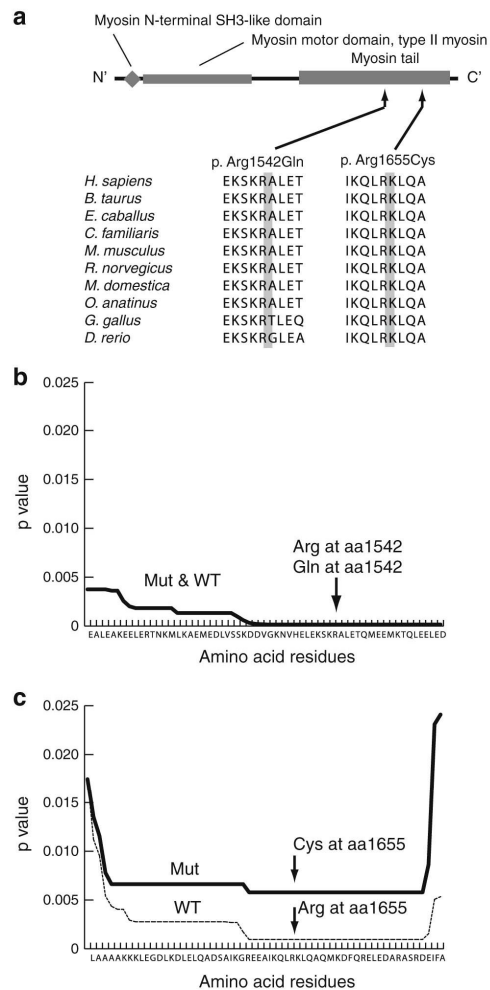 a
Myosin N-terminal SH3-like domain
Myosin motor domain, type II myosin
Myosin tail
N' C'
p. Arg1542Gln p. Arg1655Cys
H. sapiens EKSKRALET IKQLRKLQA
B. taurus EKSKRALET IKQLRKLQA
E. caballus EKSKRALET IKQLRKLQA
C. familiaris EKSKRALET IKQLRKLQA
M. musculus EKSKRALET IKQLRKLQA
R. norvegicus EKSKRALET IKQLRKLQA
M. domestica EKSKRALET IKQLRKLQA
O. anatinus EKSKRALET IKQLRKLQA
G. gallus EKSKRTLEQ IKQLRKLQA
D. rerio EKSKRGLEA IKQLRKLQA
b
0.025
0.020
0.015
0.010
0.005
0
p value
Arg at aa1542
Gln at aa1542
Mut & WT
EALEAKEELERTNKMLKAEMEDLVSSKDDVGKNVHELEKSKRALETQMEEMKTQLEELED
Amino acid residues
c
0.025
0.020
0.015
0.010
0.005
0
p value
Cys at aa1655
Mut
WT
Arg at aa1655
LAAAAKKKLEGDLKDLELQADSAIKGREEAIKQLRKLQAQMKDFQRELEDARASRDEIFA
Amino acid residues